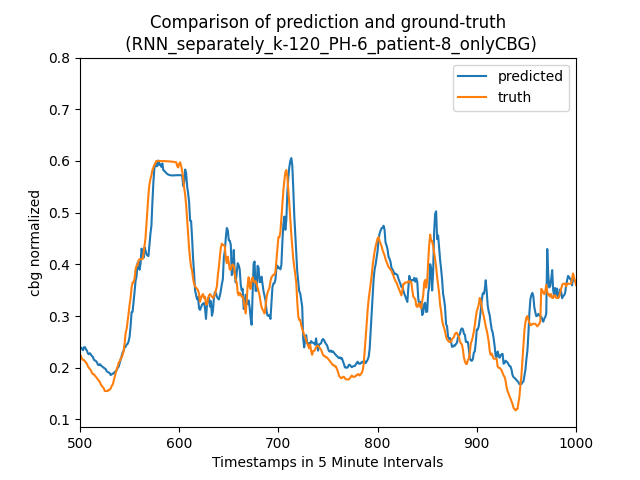 Comparison of prediction and ground-truth
(RNN_separately_k-120_PH-6_patient-8_onlyCBG)
predicted
truth
cbg normalized
0.8
0.7
0.6
0.5
0.4
0.3
0.2
0.1
500 600 700 800 900 1000
Timestamps in 5 Minute Intervals